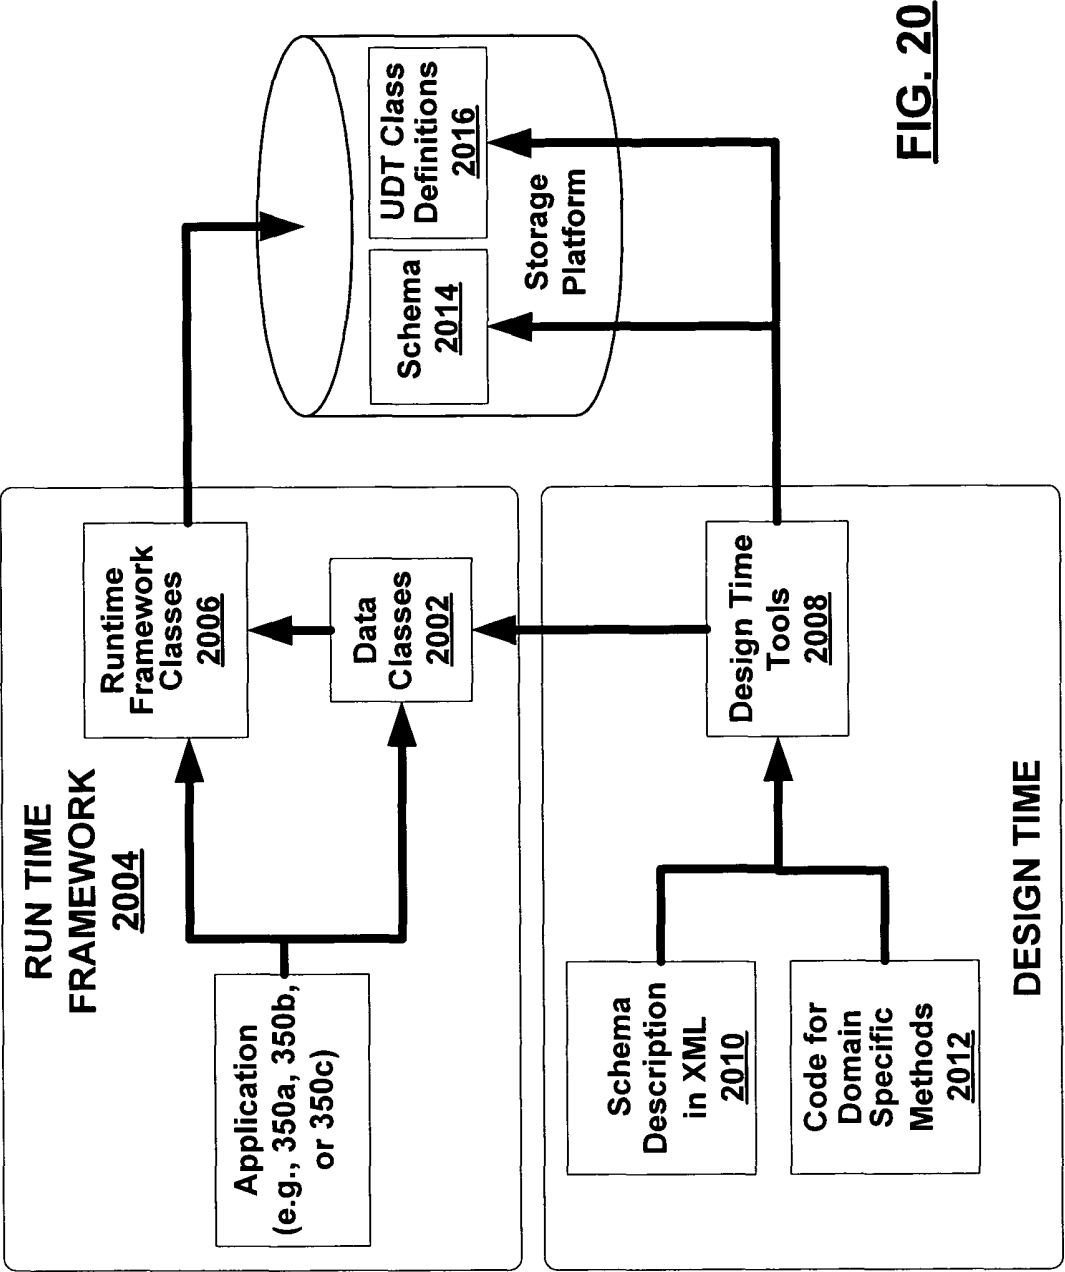 RUN TIME
FRAMEWORK
2004
Application
(e.g., 350a, 350b,
or 350c)
Runtime
Framework
Classes
2006
Data
Classes
2002
Schema
2014
UDT Class
Definitions
2016
Storage
Platform
Schema
Description
in XML
2010
Code for
Domain
Specific
Methods
2012
Design Time
Tools
2008
DESIGN TIME
FIG. 20